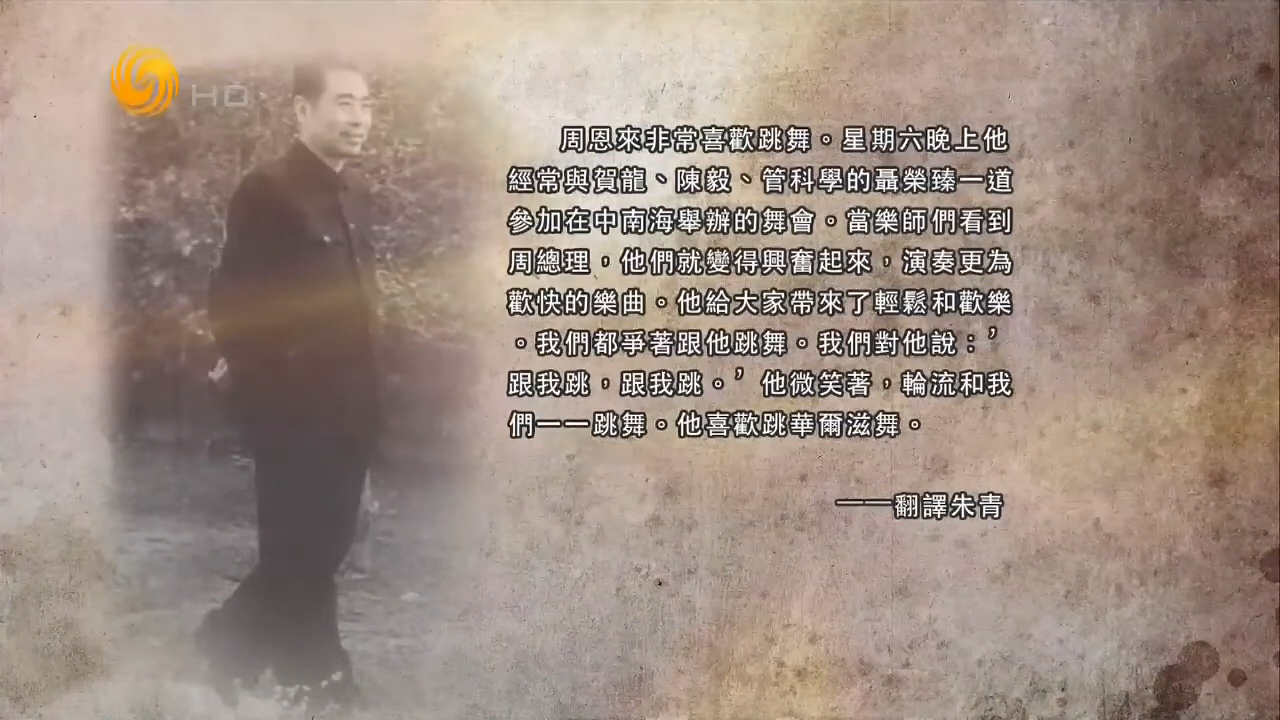 HD
周恩來非常喜歡跳舞。星期六晚上他
經常與賀龍、陳毅、管科學的聶榮臻一道
參加在中南海舉辦的舞會。當樂師們看到
周總理，他們就變得興奮起來，演奏更為
歡快的樂曲。他給大家帶來了輕鬆和歡樂
。我們都爭著跟他跳舞。我們對他說：’
跟我跳，跟我跳。’他微笑著，輪流和我
們一一跳舞。他喜歡跳華爾滋舞。
——翻譯朱青